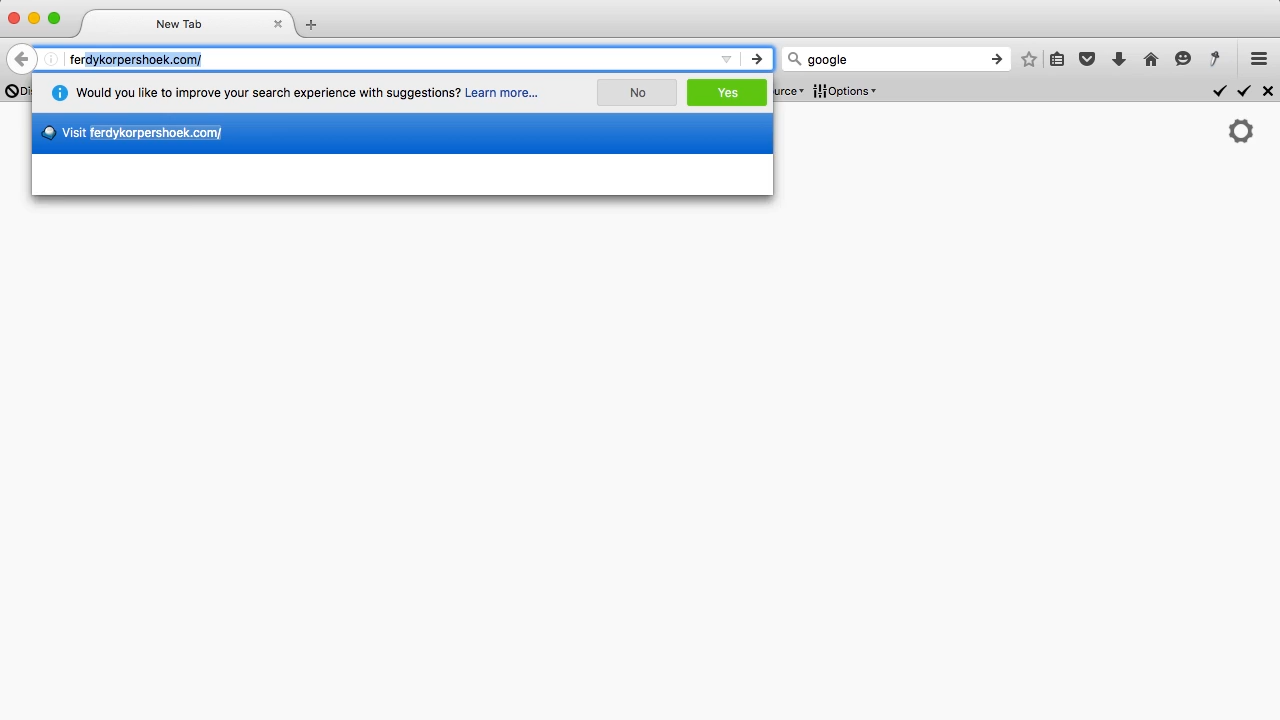 New Tab
ferdykorpershoek.com/
google
Would you like to improve your search experience with suggestions? Learn more...
No
Yes
Options
Visit ferdykorpershoek.com/